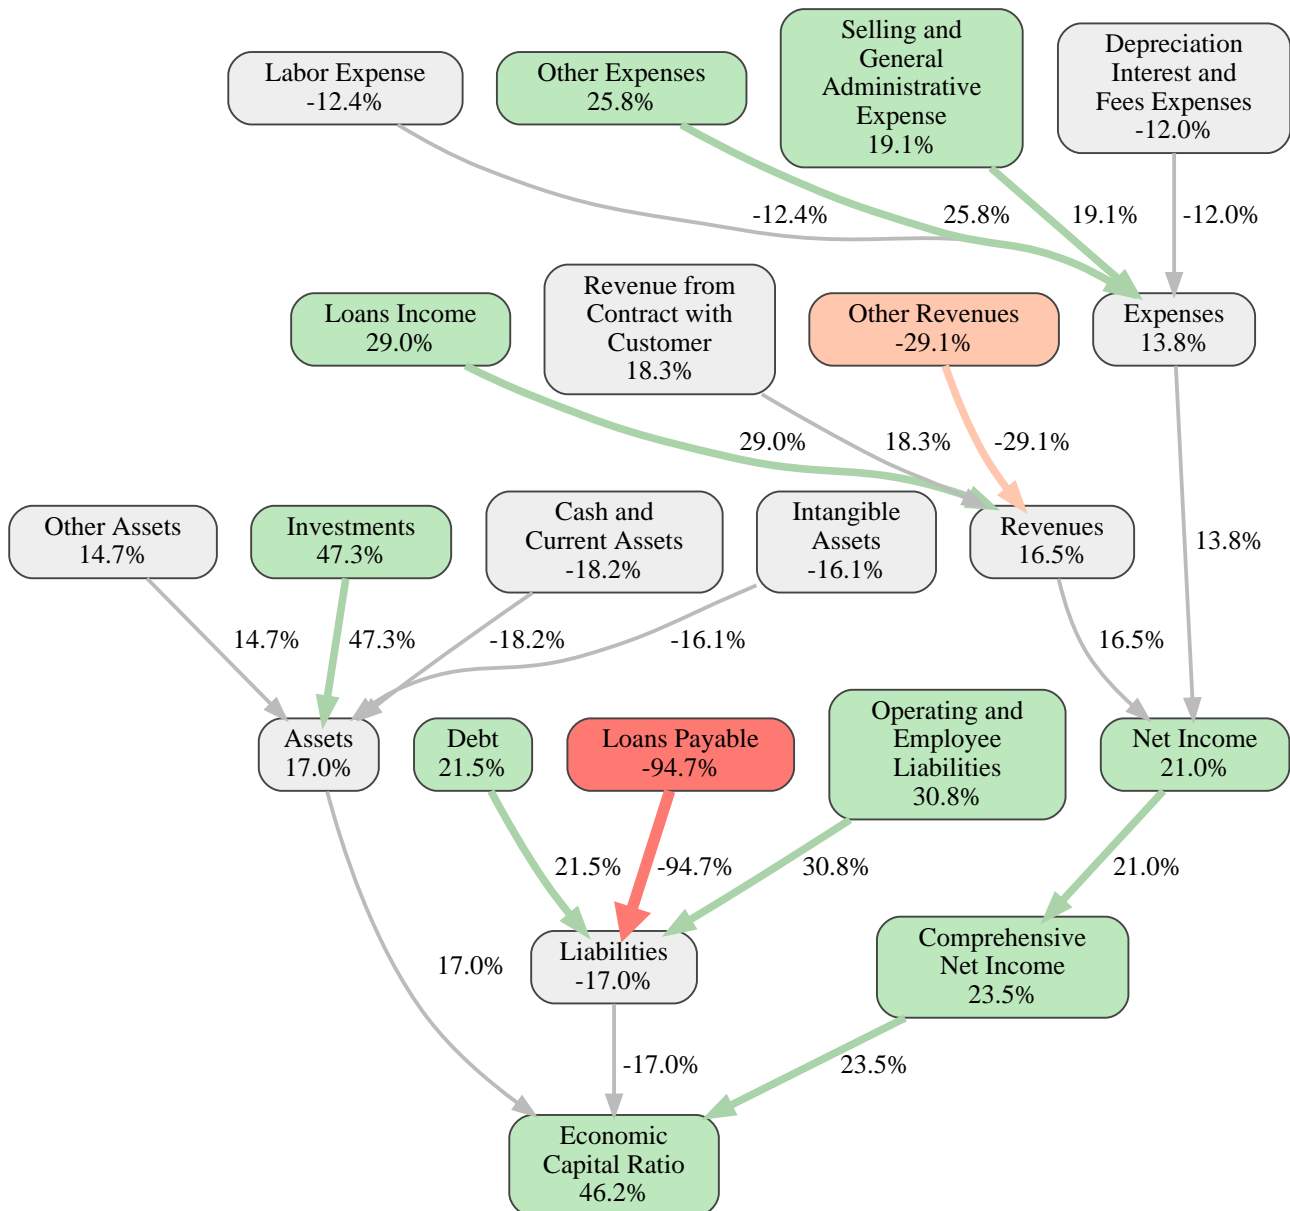 Labor Expense
-12.4%
Other Expenses
25.8%
Selling and
General
Administrative
Expense
19.1%
Depreciation
Interest and
Fees Expenses
-12.0%
-12.4%
25.8%
19.1%
-12.0%
Loans Income
29.0%
Revenue from
Contract with
Customer
18.3%
Other Revenues
-29.1%
Expenses
13.8%
29.0%
18.3%
-29.1%
13.8%
Other Assets
14.7%
Investments
47.3%
Cash and
Current Assets
-18.2%
Intangible
Assets
-16.1%
Revenues
16.5%
14.7%
47.3%
-18.2%
-16.1%
16.5%
Assets
17.0%
Debt
21.5%
Loans Payable
-94.7%
Operating and
Employee
Liabilities
30.8%
Net Income
21.0%
21.5%
-94.7%
30.8%
21.0%
17.0%
Liabilities
-17.0%
Comprehensive
Net Income
23.5%
-17.0%
23.5%
Economic
Capital Ratio
46.2%